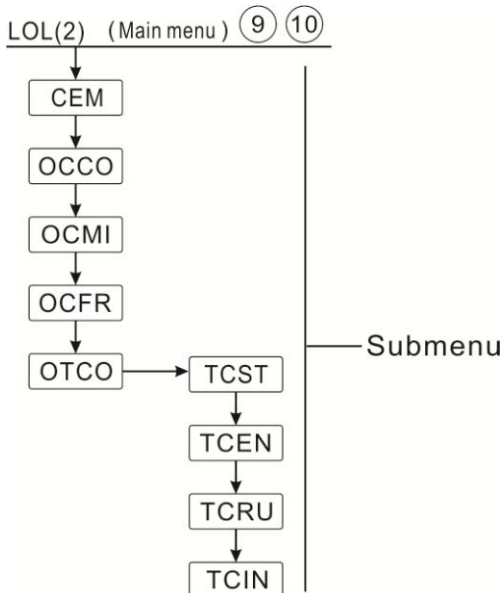 LOL(2) (Main menu) 9 10
CEM
OCCO
OCMI
OCFR
Submenu
OTCO TCST
TCEN
TCRU
TCIN